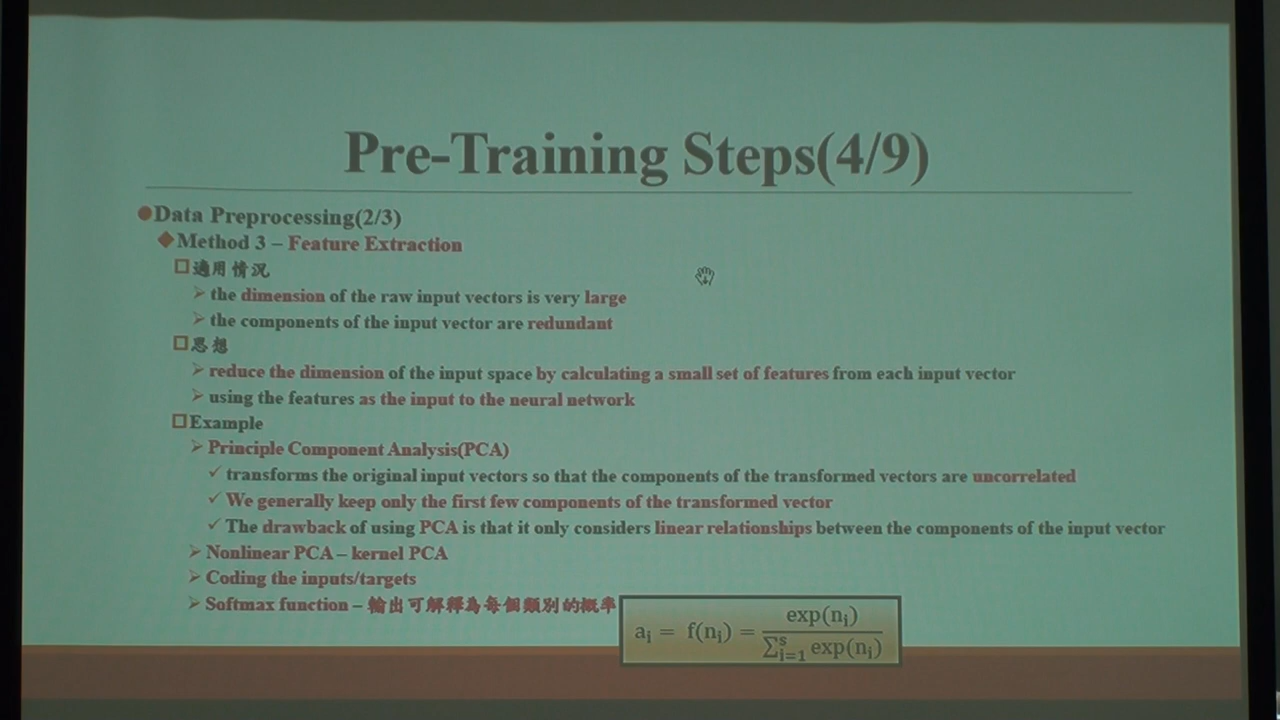 Pre-Training Steps(4/9)
Data Preprocessing(2/3)
Method 3 – Feature Extraction
適用情況
the dimension of the raw input vectors is very large
the components of the input vector are redundant
思想
reduce the dimension of the input space by calculating a small set of features from each input vector
using the features as the input to the neural network
Example
Principle Component Analysis(PCA)
transforms the original input vectors so that the components of the transformed vectors are uncorrelated
We generally keep only the first few components of the transformed vector
The drawback of using PCA is that it only considers linear relationships between the components of the input vector
Nonlinear PCA – kernel PCA
Coding the inputs/targets
Softmax function – 輸出可解釋為每個類別的概率
aᵢ = f(nᵢ) = exp(nᵢ) / ∑ˢᵢ₌₁ exp(nᵢ)